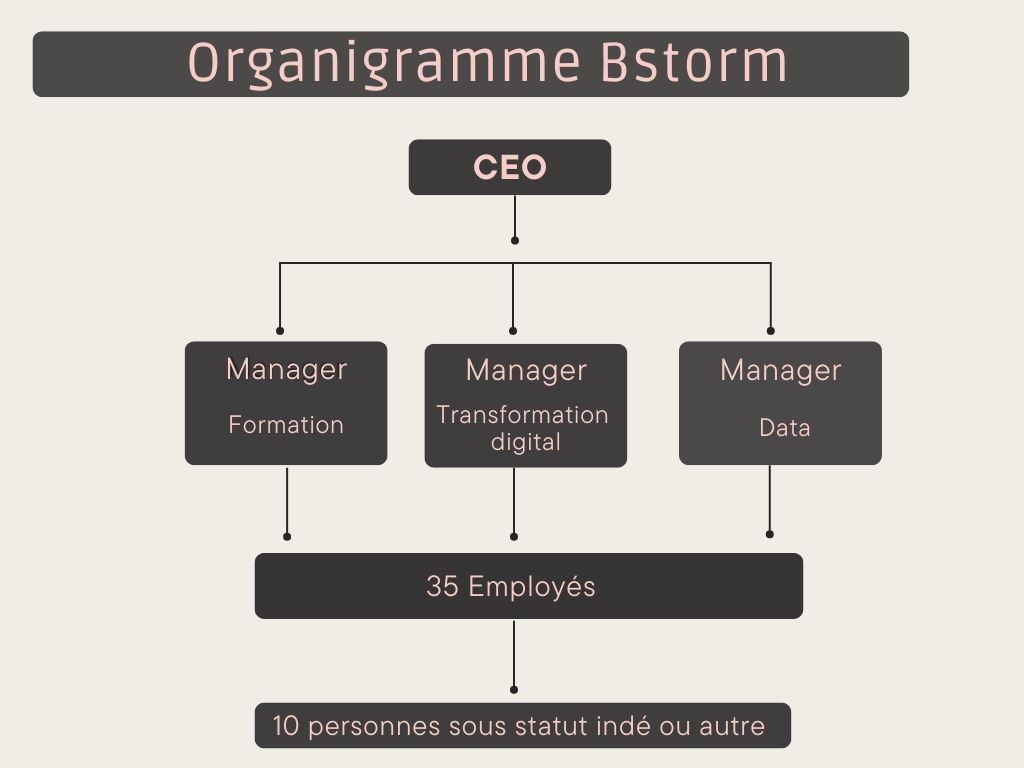 Organigramme Bstorm
CEO
Manager
Formation
Manager
Transformation
digital
Manager
Data
35 Employés
10 personnes sous statut indé ou autre